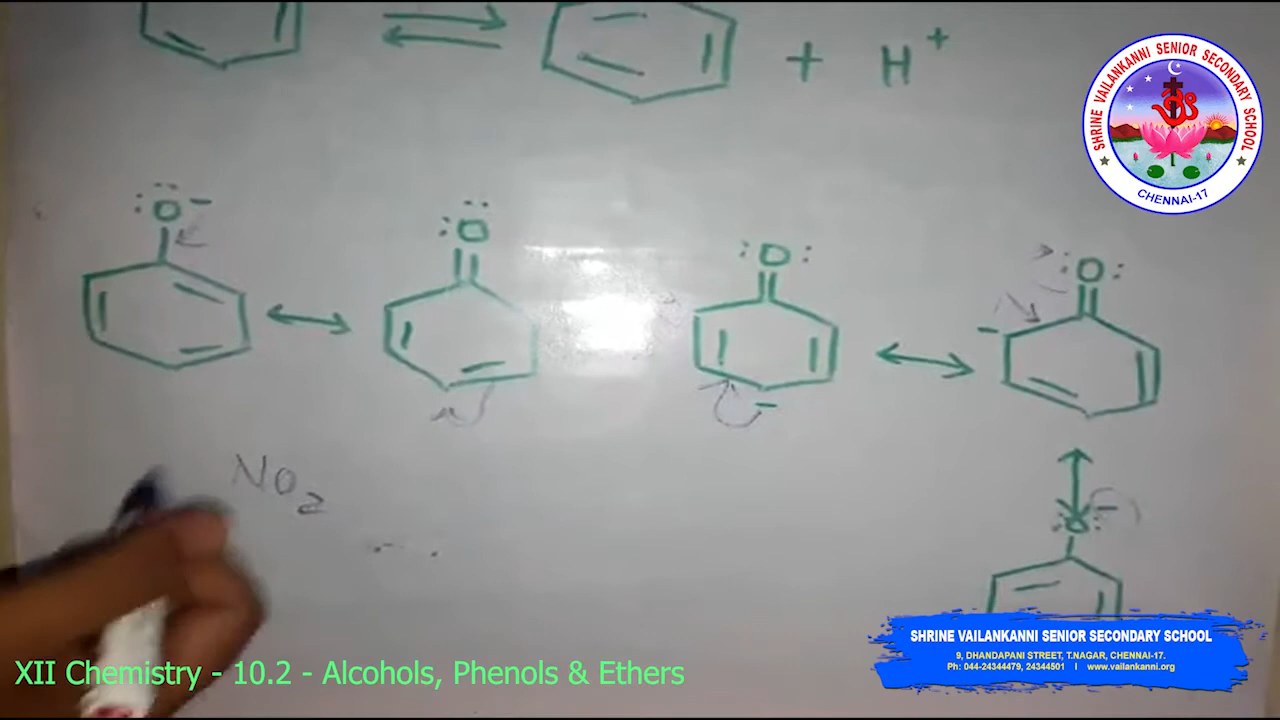 + H+
:O-
:O
:O:
:O:
-
-
NO2
O-
SHRINE VAILANKANNI SENIOR SECONDARY SCHOOL
CHENNAI-17
SHRINE VAILANKANNI SENIOR SECONDARY SCHOOL
9, DHANDAPANI STREET, T.NAGAR, CHENNAI-17.
Ph: 044-24344479, 24344501 I www.vailankanni.org
XII Chemistry - 10.2 - Alcohols, Phenols & Ethers